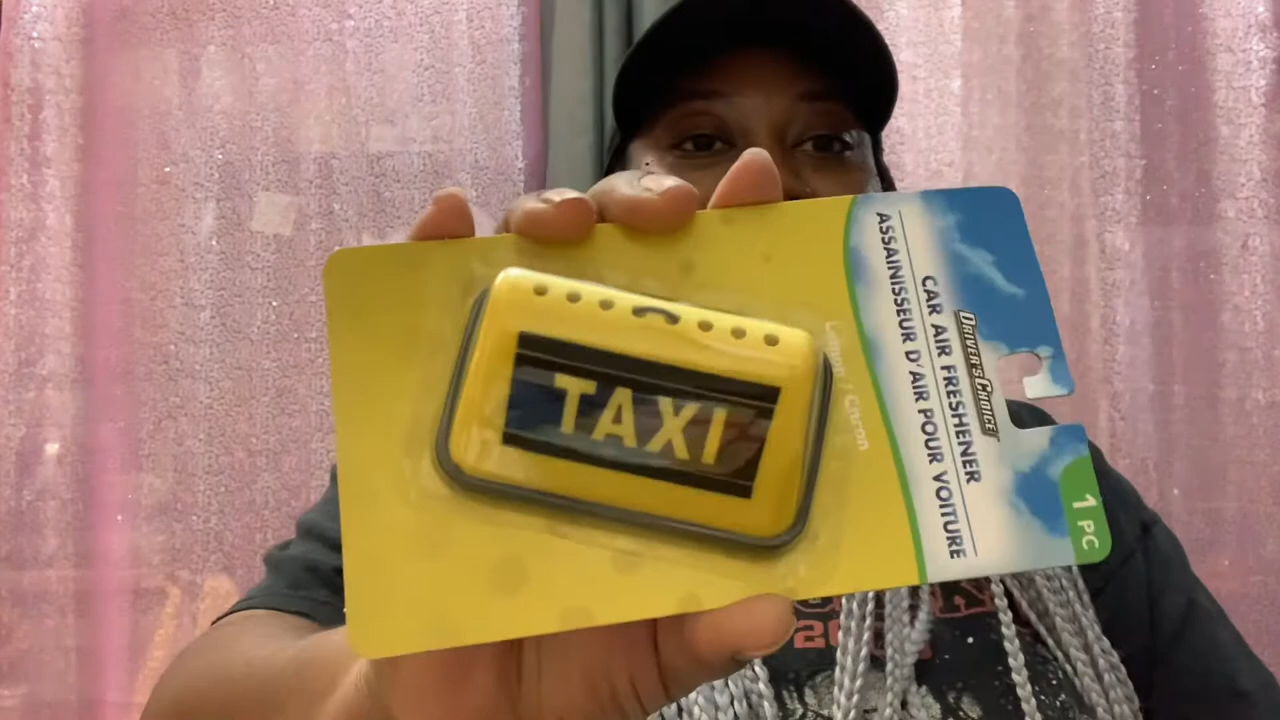 DRIVER'S CHOICE
CAR AIR FRESHENER
ASSAINISSEUR D'AIR POUR VOITURE
1 PC
Lemon / Citron
TAXI